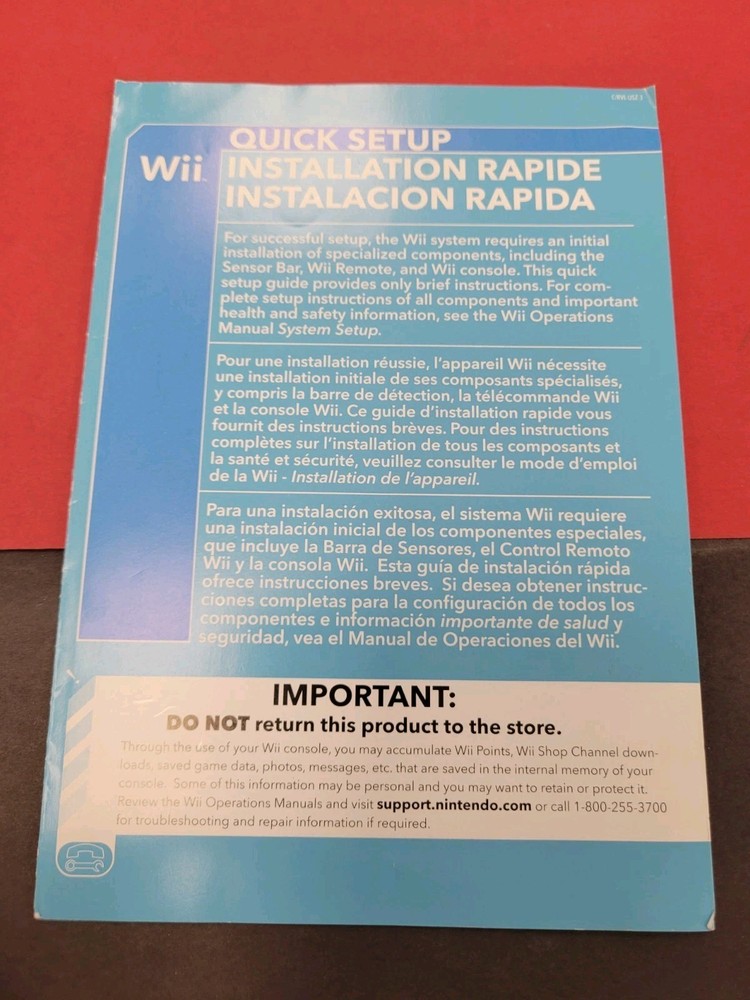 C/RVL-USZ-1
QUICK SETUP
Wii
INSTALLATION RAPIDE
INSTALACION RAPIDA
For successful setup, the Wii system requires an initial
installation of specialized components, including the
Sensor Bar, Wii Remote, and Wii console. This quick
setup guide provides only brief instructions. For com-
plete setup instructions of all components and important
health and safety information, see the Wii Operations
Manual System Setup.
Pour une installation réussie, l'appareil Wii nécessite
une installation initiale de ses composants spécialisés,
y compris la barre de détection, la télécommande Wii
et la console Wii. Ce guide d'installation rapide vous
fournit des instructions brèves. Pour des instructions
complètes sur l'installation de tous les composants et
la santé et sécurité, veuillez consulter le mode d'emploi
de la Wii - Installation de l'appareil.
Para una instalación exitosa, el sistema Wii requiere
una instalación inicial de los componentes especiales,
que incluye la Barra de Sensores, el Control Remoto
Wii y la consola Wii. Esta guía de instalación rápida
ofrece instrucciones breves. Si desea obtener instruc-
ciones completas para la configuración de todos los
componentes e información importante de salud y
seguridad, vea el Manual de Operaciones del Wii.
IMPORTANT:
DO NOT return this product to the store.
Through the use of your Wii console, you may accumulate Wii Points, Wii Shop Channel down-
loads, saved game data, photos, messages, etc. that are saved in the internal memory of your
console. Some of this information may be personal and you may want to retain or protect it.
Review the Wii Operations Manuals and visit support.nintendo.com or call 1-800-255-3700
for troubleshooting and repair information if required.